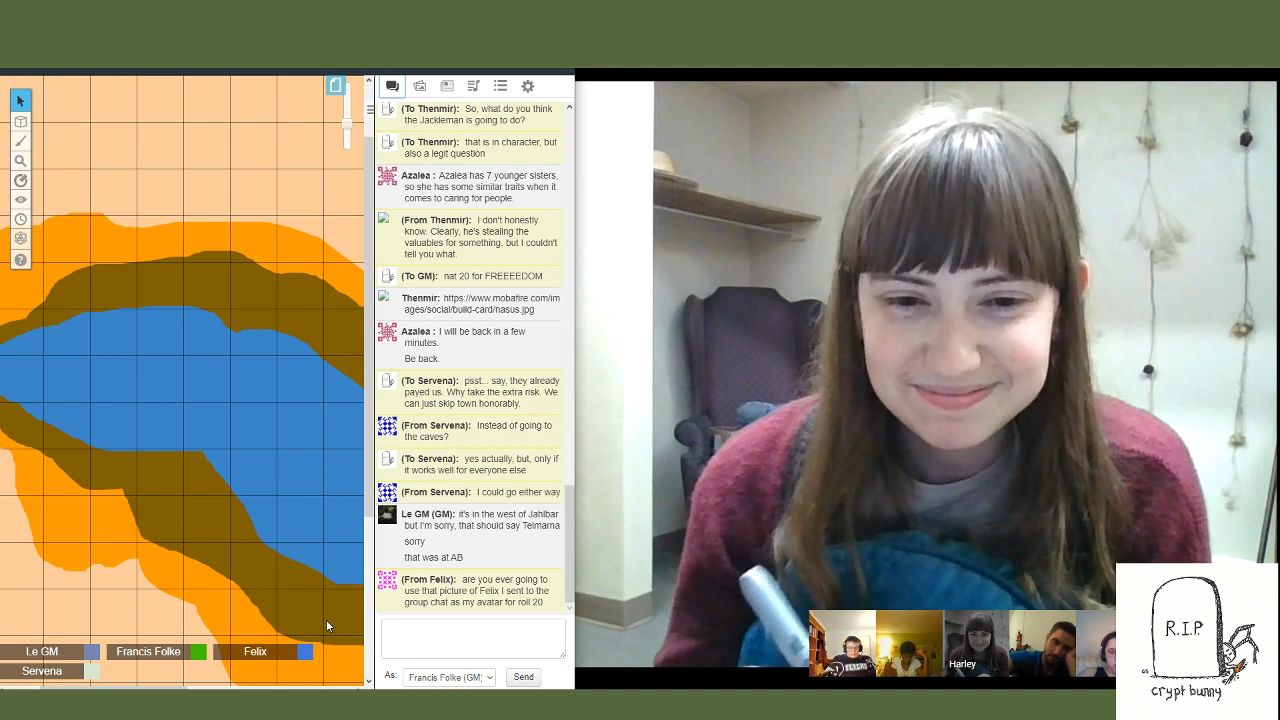 (To Thenmir): So, what do you think
the Jackleman is going to do?
(To Thenmir): that is in character, but
also a legit question
Azalea : Azalea has 7 younger sisters,
so she has some similar traits when it
comes to caring for people.
(From Thenmir): I don't honestly
know. Clearly, he's stealing the
valuables for something, but I couldn't
tell you what.
(To GM): nat 20 for FREEEEDOM
Thenmir: https://www.mobafire.com/im
ages/social/build-card/nasus.jpg
Azalea : I will be back in a few
minutes.
Be back.
(To Servena): psst... say, they already
payed us. Why take the extra risk. We
can just skip town honorably.
(From Servena): Instead of going to
the caves?
(To Servena): yes actually, but, only if
it works well for everyone else
(From Servena): I could go either way
Le GM (GM): it's in the west of Jahlbar
but I'm sorry, that should say Telmarna
sorry
that was at AB
(From Felix): are you ever going to
use that picture of Felix I sent to the
group chat as my avatar for roll 20
As: Francis Folke (GM) Send
Le GM Francis Folke Felix
Servena
Harley
R.I.P.
crypt bunny